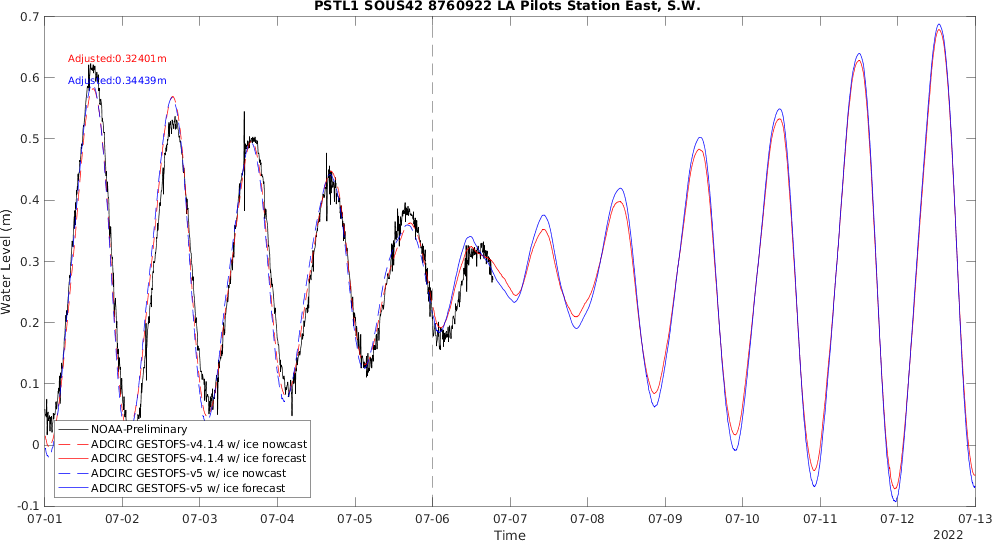 PSTL1 SOUS42 8760922 LA Pilots Station East, S.W.
Adjusted:0.32401m
Adjusted:0.34439m
Water Level (m)
0.7
0.6
0.5
0.4
0.3
0.2
0.1
0
-0.1
NOAA-Preliminary
ADCIRC GESTOFS-v4.1.4 w/ ice nowcast
ADCIRC GESTOFS-v4.1.4 w/ ice forecast
ADCIRC GESTOFS-v5 w/ ice nowcast
ADCIRC GESTOFS-v5 w/ ice forecast
07-01 07-02 07-03 07-04 07-05 07-06 07-07 07-08 07-09 07-10 07-11 07-12 07-13
Time
2022